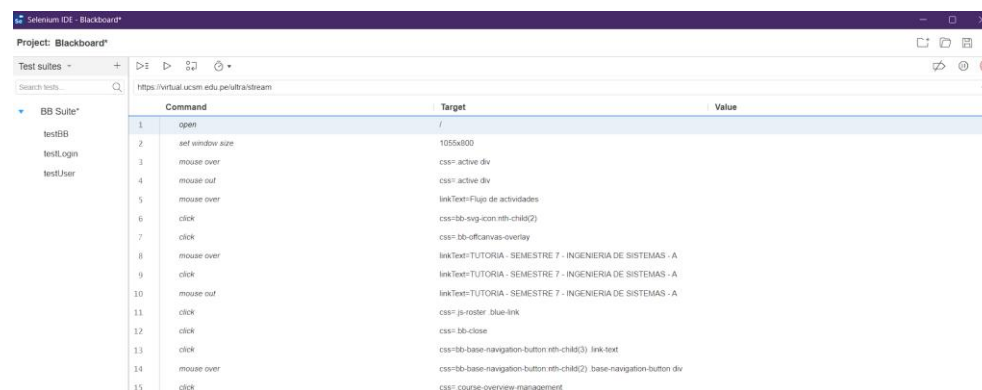 Selenium IDE - Blackboard*
Project: Blackboard*
Test suites
Search tests...
https://virtual.ucsm.edu.pe/ultra/stream
BB Suite*
testBB
testLogin
testUser
Command Target Value
1 open /
2 set window size 1055x800
3 mouse over css=.active div
4 mouse out css=.active div
5 mouse over linkText=Flujo de actividades
6 click css=bb-svg-icon:nth-child(2)
7 click css=.bb-offcanvas-overlay
8 mouse over linkText=TUTORIA - SEMESTRE 7 - INGENIERIA DE SISTEMAS - A
9 click linkText=TUTORIA - SEMESTRE 7 - INGENIERIA DE SISTEMAS - A
10 mouse out linkText=TUTORIA - SEMESTRE 7 - INGENIERIA DE SISTEMAS - A
11 click css=.js-roster .blue-link
12 click css=.bb-close
13 click css=bb-base-navigation-button:nth-child(3) .link-text
14 mouse over css=bb-base-navigation-button:nth-child(2) .base-navigation-button div
15 click css=.course-overview-management